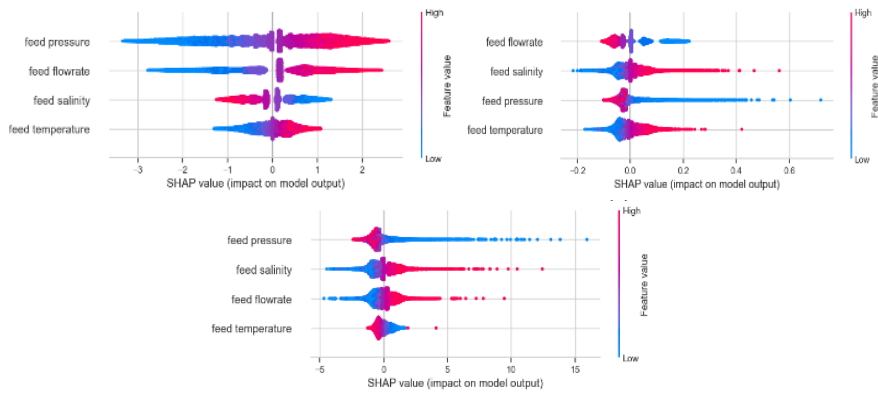 High
feed pressure
feed flowrate
feed salinity
feed temperature
Feature value
Low
−3 −2 −1 0 1 2
SHAP value (impact on model output)
High
feed flowrate
feed salinity
feed pressure
feed temperature
Feature value
Low
−0.2 0.0 0.2 0.4 0.6
SHAP value (impact on model output)
High
feed pressure
feed salinity
feed flowrate
feed temperature
Feature value
Low
−5 0 5 10 15
SHAP value (impact on model output)